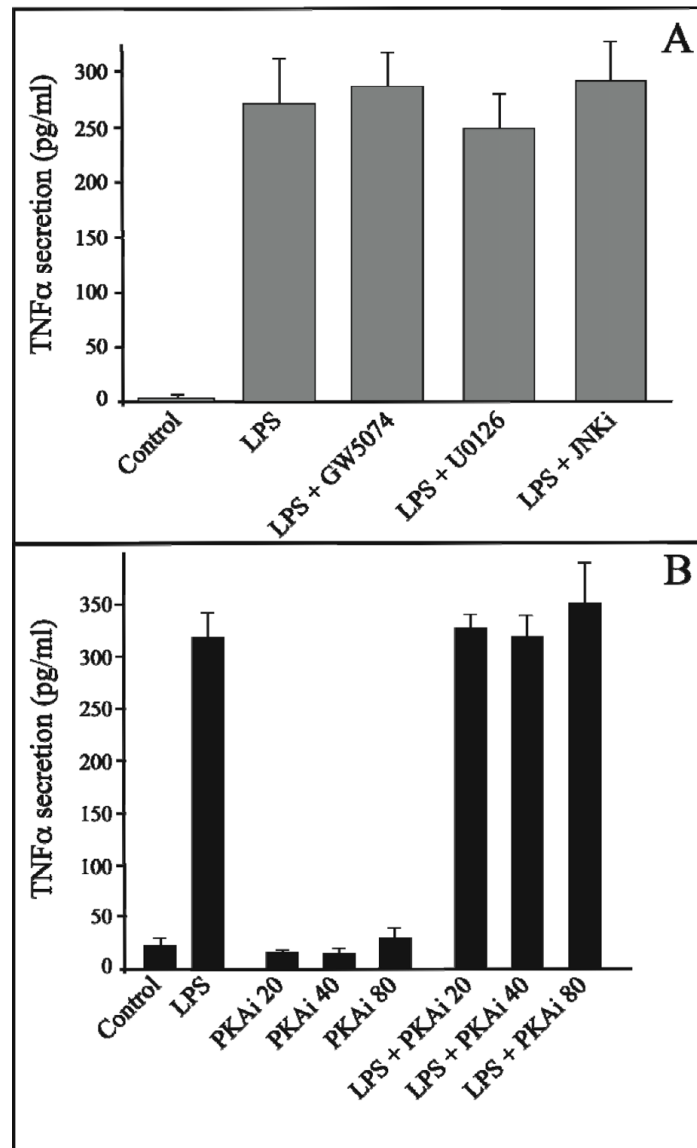 A
TNFα secretion (pg/ml)
300
250
200
150
100
50
0
Control
LPS
LPS + GW5074
LPS + U0126
LPS + JNKi
B
TNFα secretion (pg/ml)
350
300
250
200
150
100
50
0
Control
LPS
PKAi 20
PKAi 40
PKAi 80
LPS + PKAi 20
LPS + PKAi 40
LPS + PKAi 80